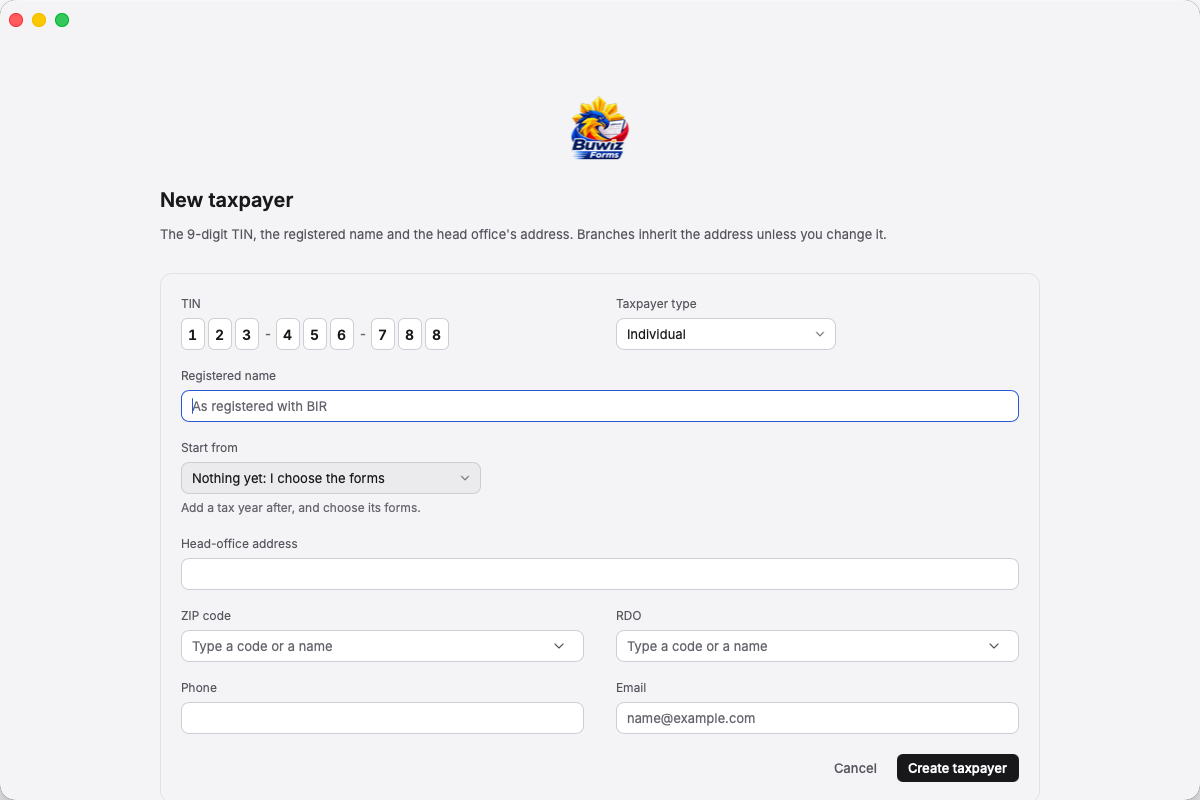 Buwiz
Forms
New taxpayer
The 9-digit TIN, the registered name and the head office's address. Branches inherit the address unless you change it.
TIN
1 2 3 - 4 5 6 - 7 8 8
Taxpayer type
Individual
Registered name
As registered with BIR
Start from
Nothing yet: I choose the forms
Add a tax year after, and choose its forms.
Head-office address
ZIP code
Type a code or a name
RDO
Type a code or a name
Phone
Email
name@example.com
Cancel
Create taxpayer